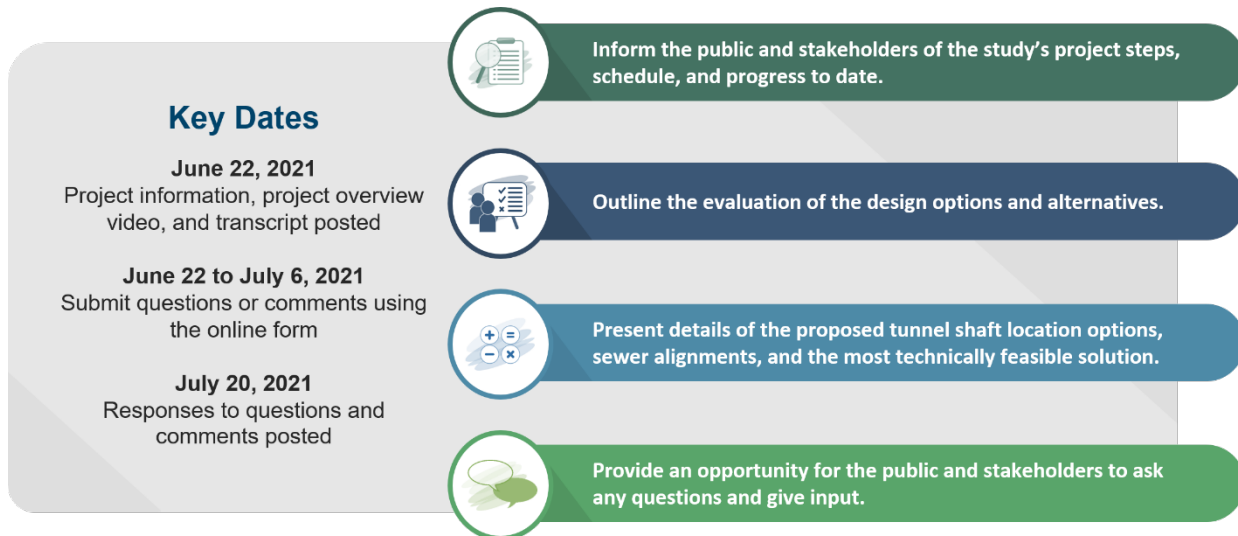 Key Dates
June 22, 2021
Project information, project overview
video, and transcript posted
June 22 to July 6, 2021
Submit questions or comments using
the online form
July 20, 2021
Responses to questions and
comments posted
Inform the public and stakeholders of the study's project steps,
schedule, and progress to date.
Outline the evaluation of the design options and alternatives.
Present details of the proposed tunnel shaft location options,
sewer alignments, and the most technically feasible solution.
Provide an opportunity for the public and stakeholders to ask
any questions and give input.